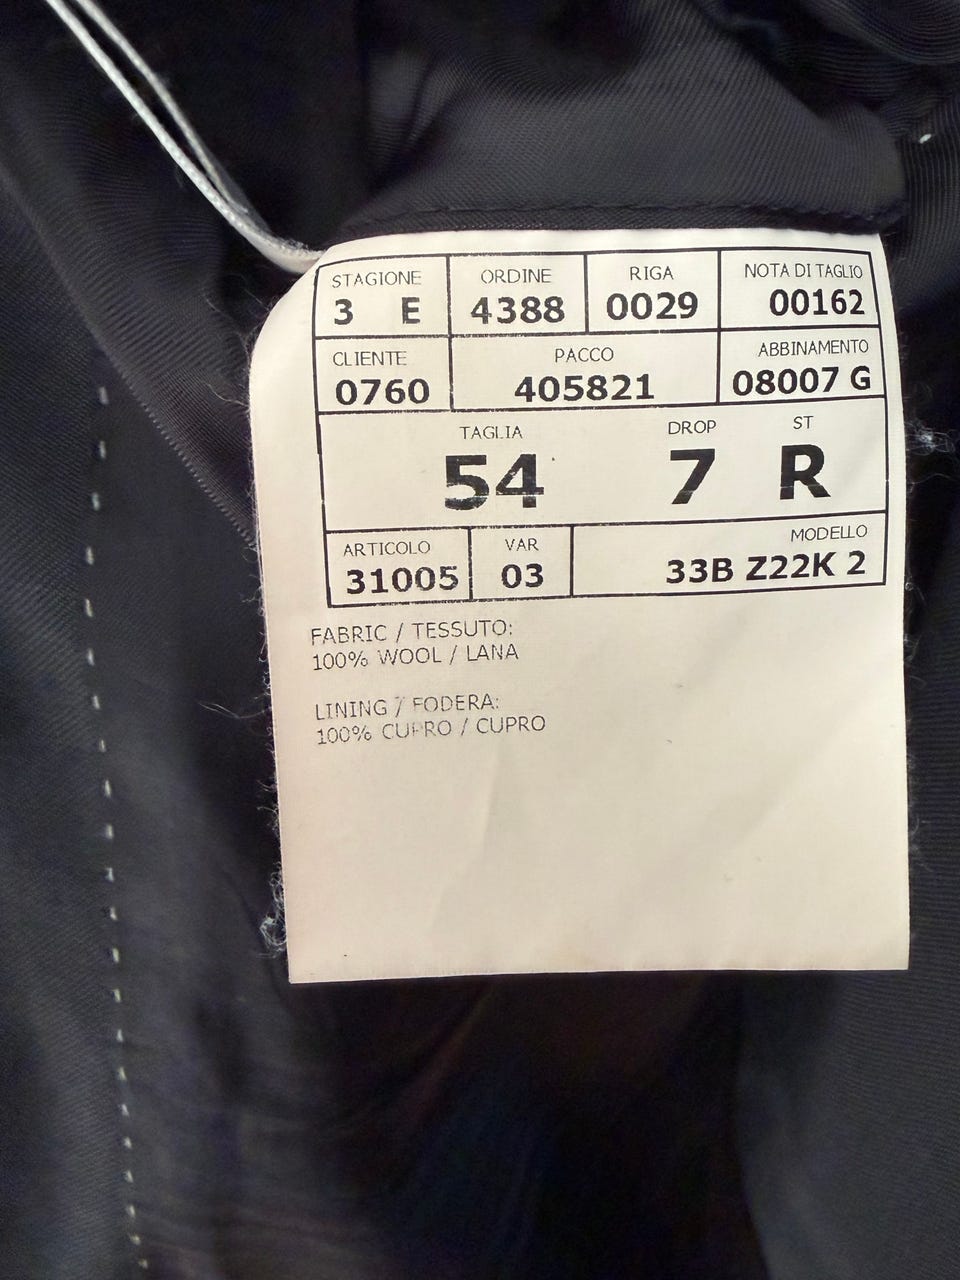 STAGIONE ORDINE RIGA NOTA DI TAGLIO
3 E 4388 0029 00162
CLIENTE PACCO ABBINAMENTO
0760 405821 08007 G
TAGLIA DROP ST
54 7 R
ARTICOLO VAR MODELLO
31005 03 33B Z22K 2
FABRIC / TESSUTO:
100% WOOL / LANA
LINING / FODERA:
100% CUPRO / CUPRO